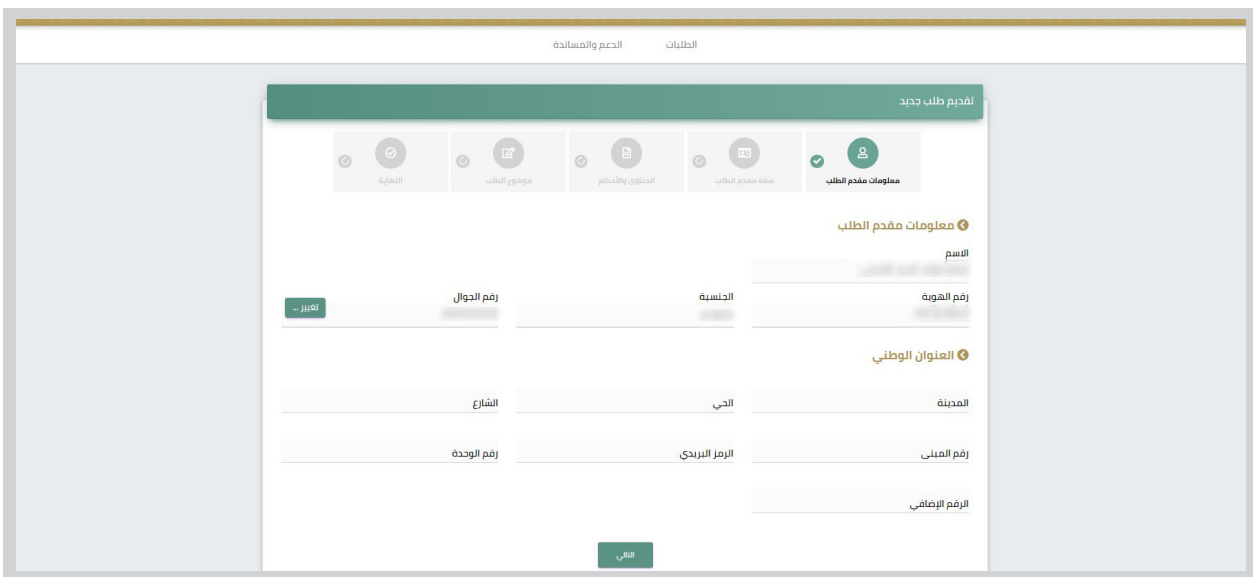 الطلبات الدعم والمساندة
تقديم طلب جديد
معلومات مقدم الطلب صفة مقدم الطلب الدعاوى والأحكام موضوع الطلب النهاية
معلومات مقدم الطلب
الاسم
رقم الهوية الجنسية رقم الجوال تغيير ...
العنوان الوطني
المدينة الحي الشارع
رقم المبنى الرمز البريدي رقم الوحدة
الرقم الإضافي
التالي